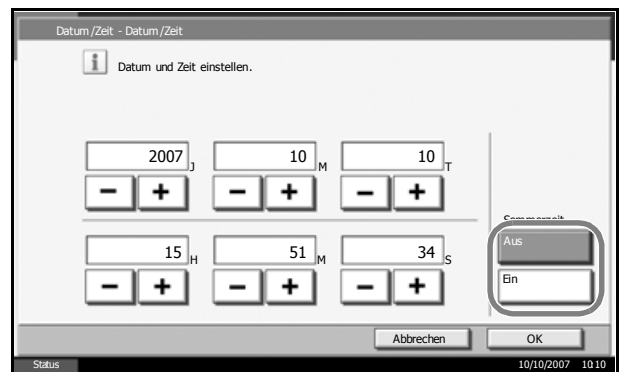 Datum/Zeit - Datum/Zeit
Datum und Zeit einstellen.
2007 J 10 M 10 T
Sommerzeit
15 H 51 M 34 S
Aus
Ein
Abbrechen OK
Status 10/10/2007 10:10